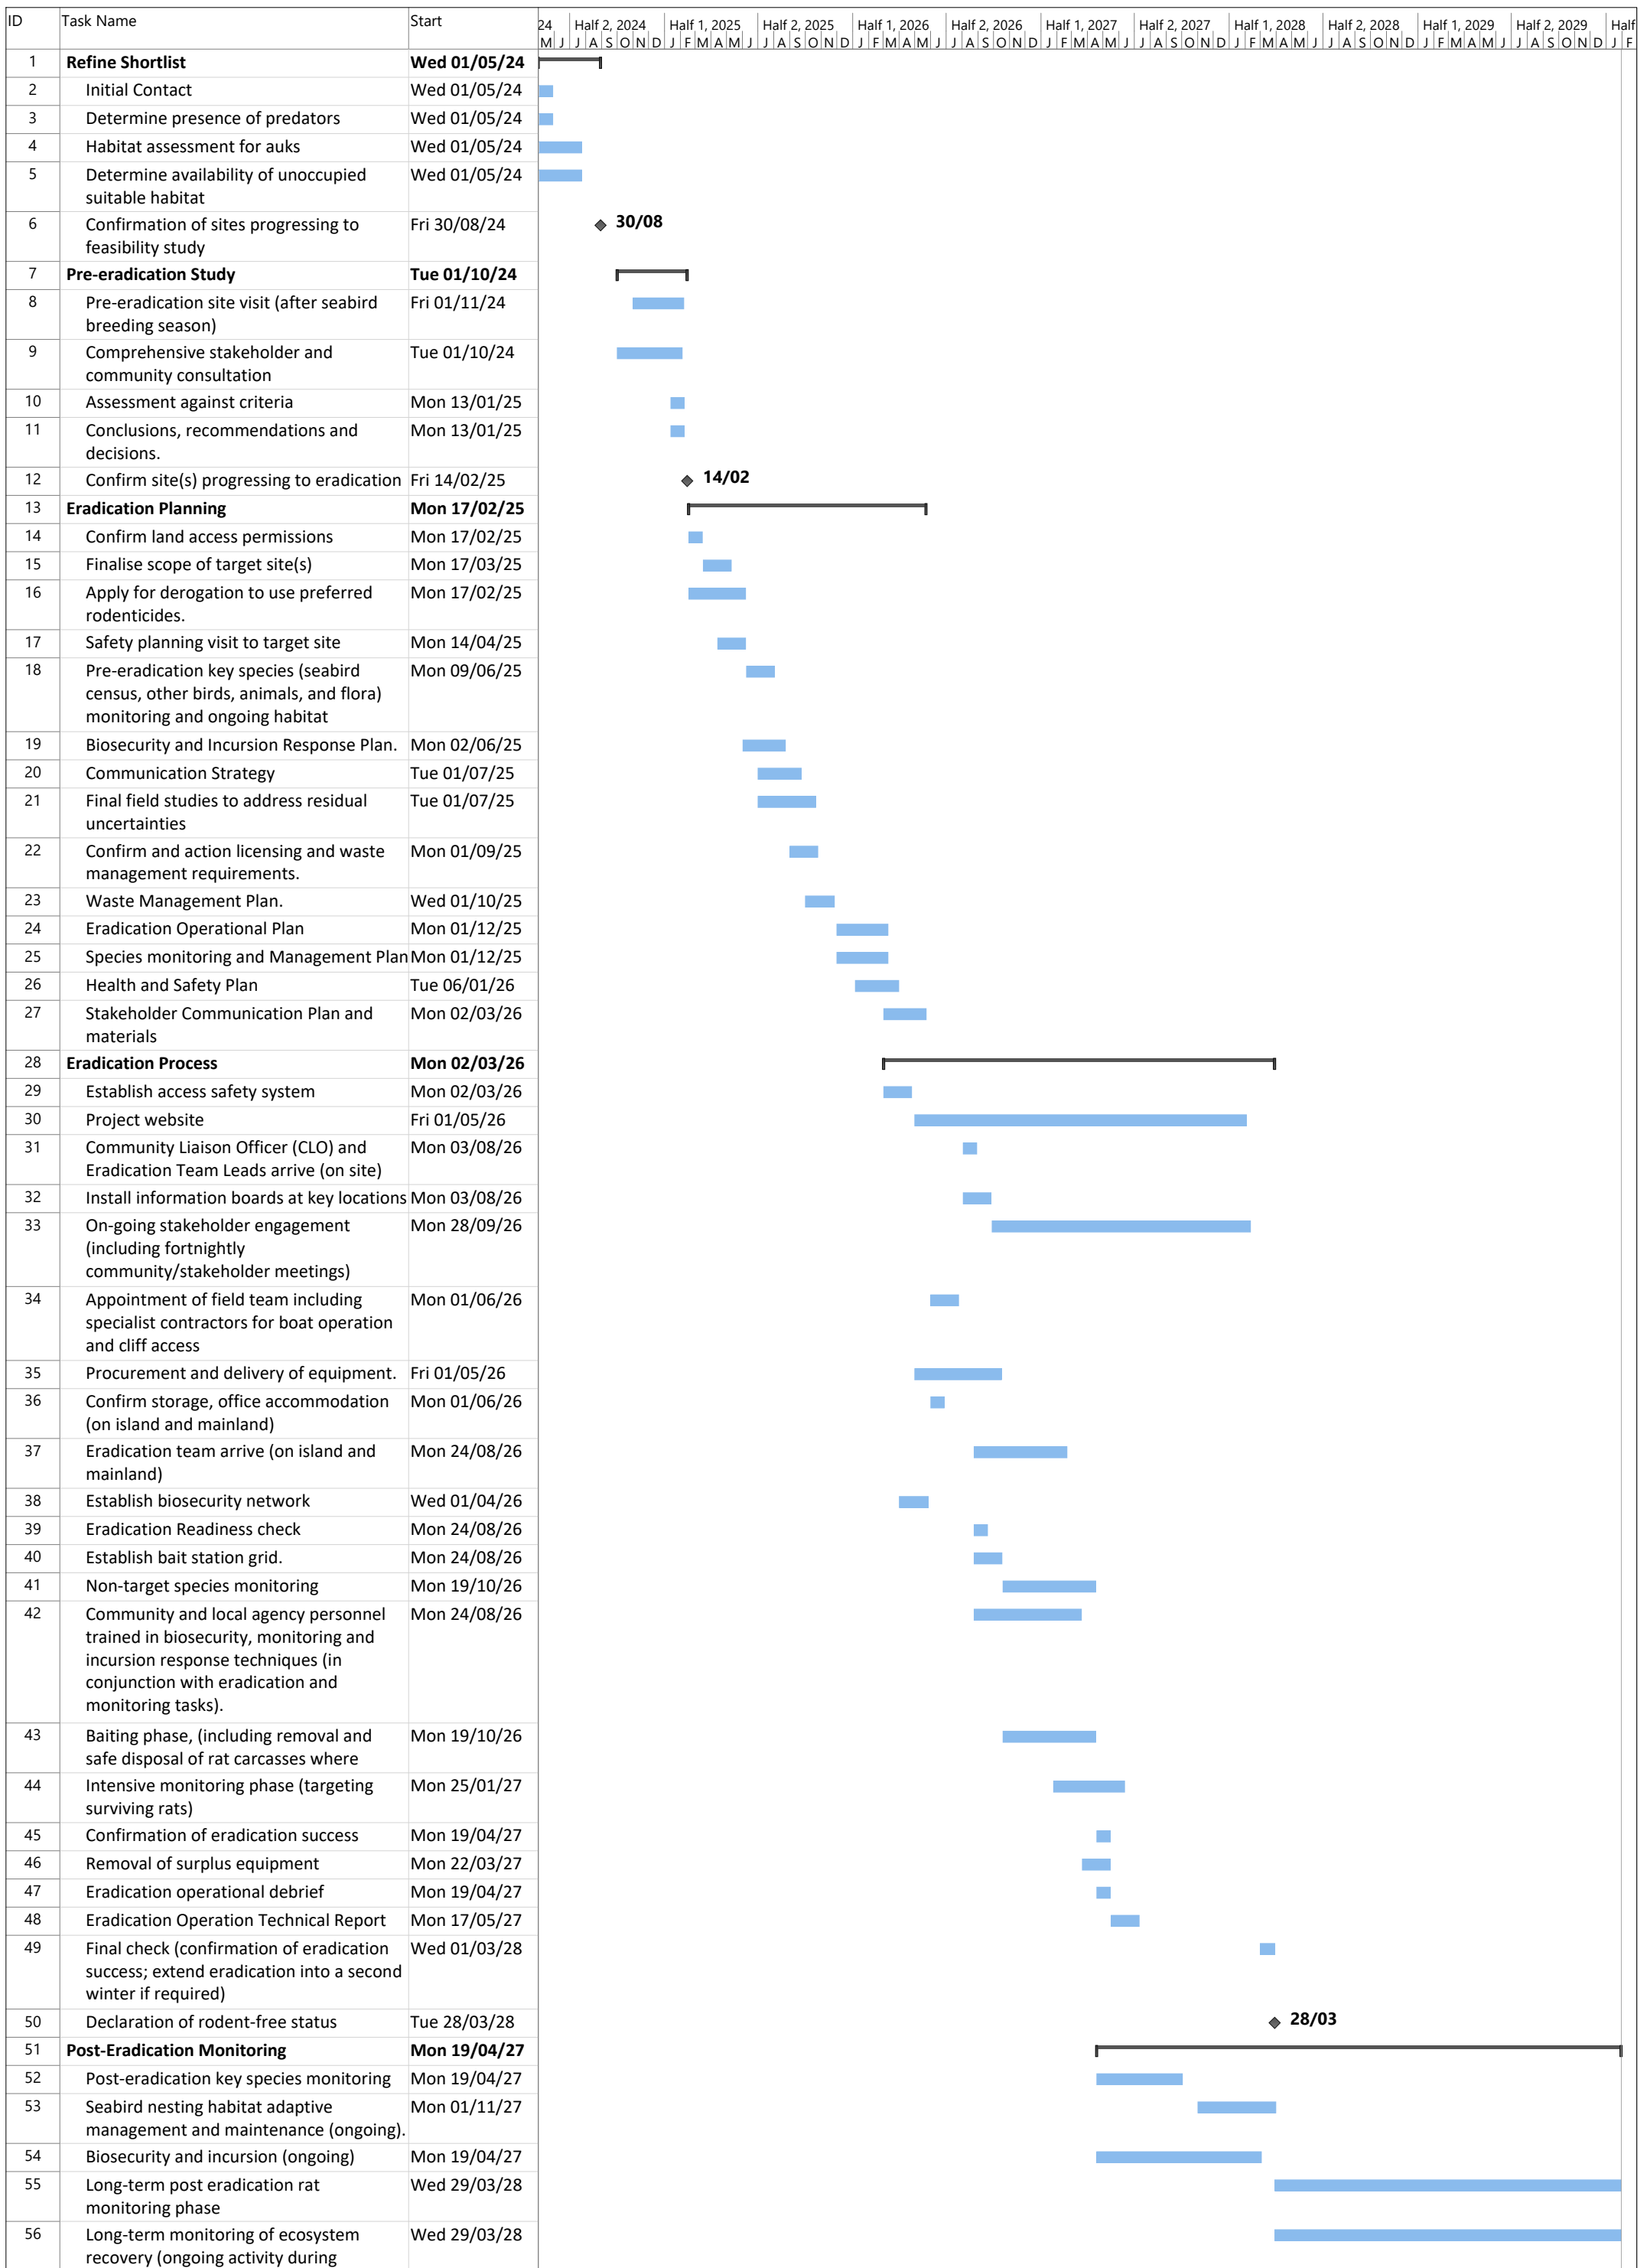 ID Task Name Start 24 Half 2, 2024 Half 1, 2025 Half 2, 2025 Half 1, 2026 Half 2, 2026 Half 1, 2027 Half 2, 2027 Half 1, 2028 Half 2, 2028 Half 1, 2029 Half 2, 2029 Half
M J J A S O N D J F M A M J J A S O N D J F M A M J J A S O N D J F M A M J J A S O N D J F M A M J J A S O N D J F M A M J J A S O N D J F
1 Refine Shortlist Wed 01/05/24
2 Initial Contact Wed 01/05/24
3 Determine presence of predators Wed 01/05/24
4 Habitat assessment for auks Wed 01/05/24
5 Determine availability of unoccupied Wed 01/05/24
suitable habitat
6 Confirmation of sites progressing to Fri 30/08/24 30/08
feasibility study
7 Pre-eradication Study Tue 01/10/24
8 Pre-eradication site visit (after seabird Fri 01/11/24
breeding season)
9 Comprehensive stakeholder and Tue 01/10/24
community consultation
10 Assessment against criteria Mon 13/01/25
11 Conclusions, recommendations and Mon 13/01/25
decisions.
12 Confirm site(s) progressing to eradication Fri 14/02/25 14/02
13 Eradication Planning Mon 17/02/25
14 Confirm land access permissions Mon 17/02/25
15 Finalise scope of target site(s) Mon 17/03/25
16 Apply for derogation to use preferred Mon 17/02/25
rodenticides.
17 Safety planning visit to target site Mon 14/04/25
18 Pre-eradication key species (seabird Mon 09/06/25
census, other birds, animals, and flora)
monitoring and ongoing habitat
19 Biosecurity and Incursion Response Plan. Mon 02/06/25
20 Communication Strategy Tue 01/07/25
21 Final field studies to address residual Tue 01/07/25
uncertainties
22 Confirm and action licensing and waste Mon 01/09/25
management requirements.
23 Waste Management Plan. Wed 01/10/25
24 Eradication Operational Plan Mon 01/12/25
25 Species monitoring and Management Plan Mon 01/12/25
26 Health and Safety Plan Tue 06/01/26
27 Stakeholder Communication Plan and Mon 02/03/26
materials
28 Eradication Process Mon 02/03/26
29 Establish access safety system Mon 02/03/26
30 Project website Fri 01/05/26
31 Community Liaison Officer (CLO) and Mon 03/08/26
Eradication Team Leads arrive (on site)
32 Install information boards at key locations Mon 03/08/26
33 On-going stakeholder engagement Mon 28/09/26
(including fortnightly
community/stakeholder meetings)
34 Appointment of field team including Mon 01/06/26
specialist contractors for boat operation
and cliff access
35 Procurement and delivery of equipment. Fri 01/05/26
36 Confirm storage, office accommodation Mon 01/06/26
(on island and mainland)
37 Eradication team arrive (on island and Mon 24/08/26
mainland)
38 Establish biosecurity network Wed 01/04/26
39 Eradication Readiness check Mon 24/08/26
40 Establish bait station grid. Mon 24/08/26
41 Non-target species monitoring Mon 19/10/26
42 Community and local agency personnel Mon 24/08/26
trained in biosecurity, monitoring and
incursion response techniques (in
conjunction with eradication and
monitoring tasks).
43 Baiting phase, (including removal and Mon 19/10/26
safe disposal of rat carcasses where
44 Intensive monitoring phase (targeting Mon 25/01/27
surviving rats)
45 Confirmation of eradication success Mon 19/04/27
46 Removal of surplus equipment Mon 22/03/27
47 Eradication operational debrief Mon 19/04/27
48 Eradication Operation Technical Report Mon 17/05/27
49 Final check (confirmation of eradication Wed 01/03/28
success; extend eradication into a second
winter if required)
50 Declaration of rodent-free status Tue 28/03/28 28/03
51 Post-Eradication Monitoring Mon 19/04/27
52 Post-eradication key species monitoring Mon 19/04/27
53 Seabird nesting habitat adaptive Mon 01/11/27
management and maintenance (ongoing).
54 Biosecurity and incursion (ongoing) Mon 19/04/27
55 Long-term post eradication rat Wed 29/03/28
monitoring phase
56 Long-term monitoring of ecosystem Wed 29/03/28
recovery (ongoing activity during